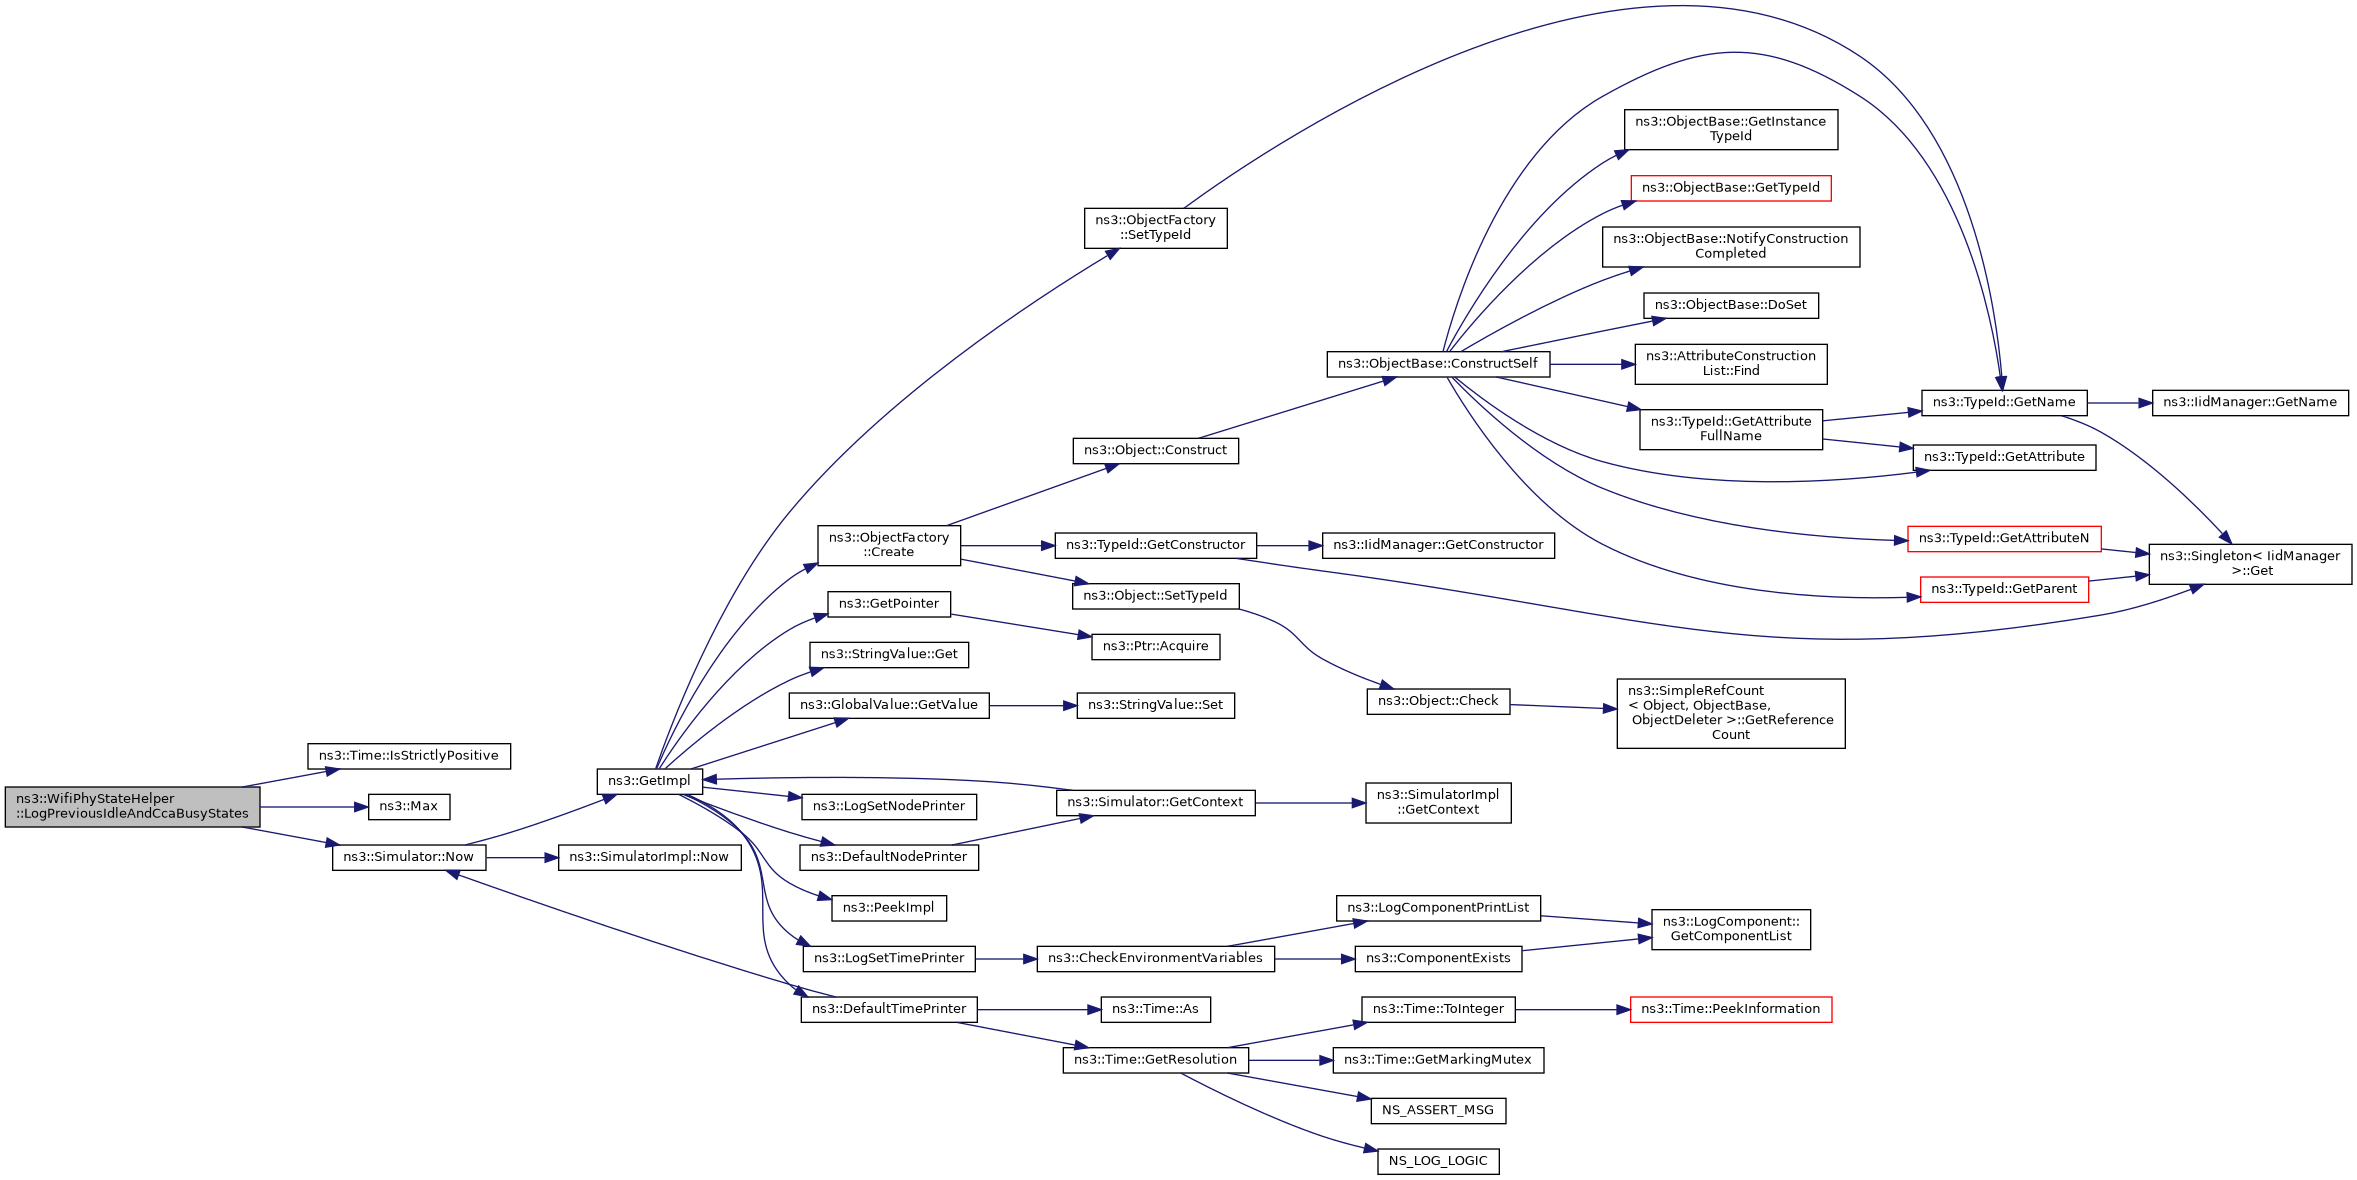 ns3::WifiPhyStateHelper
::LogPreviousIdleAndCcaBusyStates
ns3::Time::IsStrictlyPositive
ns3::Max
ns3::Simulator::Now
ns3::GetImpl
ns3::SimulatorImpl::Now
ns3::ObjectFactory
::SetTypeId
ns3::ObjectFactory
::Create
ns3::GetPointer
ns3::StringValue::Get
ns3::GlobalValue::GetValue
ns3::LogSetNodePrinter
ns3::DefaultNodePrinter
ns3::PeekImpl
ns3::LogSetTimePrinter
ns3::DefaultTimePrinter
ns3::Object::Construct
ns3::TypeId::GetConstructor
ns3::Object::SetTypeId
ns3::Ptr::Acquire
ns3::StringValue::Set
ns3::Simulator::GetContext
ns3::CheckEnvironmentVariables
ns3::Time::As
ns3::Time::GetResolution
ns3::ObjectBase::ConstructSelf
ns3::IidManager::GetConstructor
ns3::Object::Check
ns3::SimulatorImpl
::GetContext
ns3::LogComponentPrintList
ns3::ComponentExists
ns3::Time::ToInteger
ns3::Time::GetMarkingMutex
NS_ASSERT_MSG
NS_LOG_LOGIC
ns3::ObjectBase::GetInstance
TypeId
ns3::ObjectBase::GetTypeId
ns3::ObjectBase::NotifyConstruction
Completed
ns3::ObjectBase::DoSet
ns3::AttributeConstruction
List::Find
ns3::TypeId::GetAttribute
FullName
ns3::SimpleRefCount
< Object, ObjectBase,
ObjectDeleter >::GetReference
Count
ns3::LogComponent::
GetComponentList
ns3::Time::PeekInformation
ns3::TypeId::GetName
ns3::TypeId::GetAttribute
ns3::TypeId::GetAttributeN
ns3::TypeId::GetParent
ns3::IidManager::GetName
ns3::Singleton< IidManager
>::Get